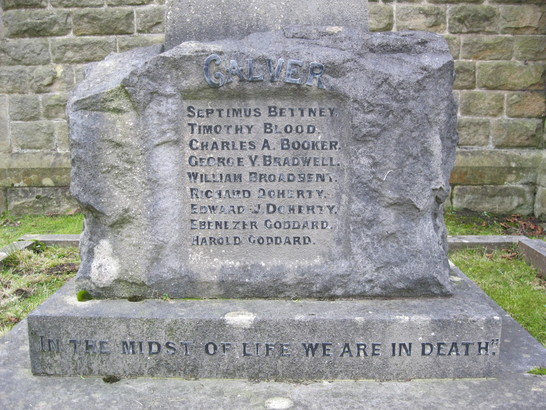 CALVER
SEPTIMUS BETTNEY.
TIMOTHY BLOOD.
CHARLES A. BOOKER.
GEORGE V. BRADWELL.
WILLIAM BROADBENT.
RICHARD DOHERTY.
EDWARD J. DOHERTY.
EBENEZER GODDARD.
HAROLD GODDARD.
"IN THE MIDST OF LIFE WE ARE IN DEATH."